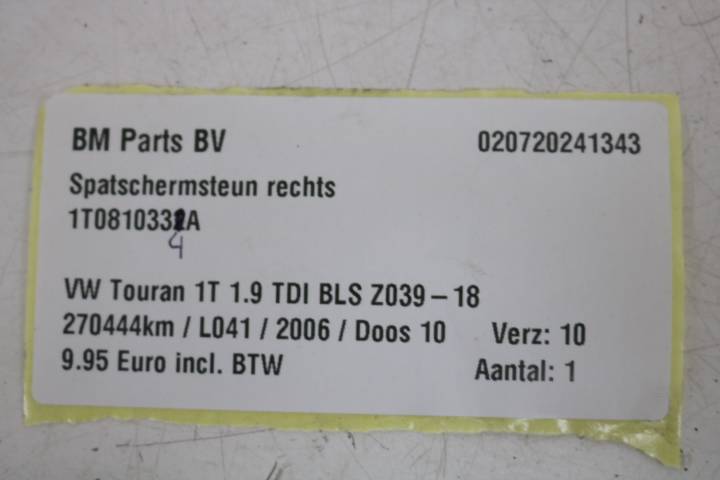 BM Parts BV 020720241343
Spatschermsteun rechts
1T0810331A
4
VW Touran 1T 1.9 TDI BLS Z039-18
270444km / L041 / 2006 / Doos 10 Verz: 10
9.95 Euro incl. BTW Aantal: 1